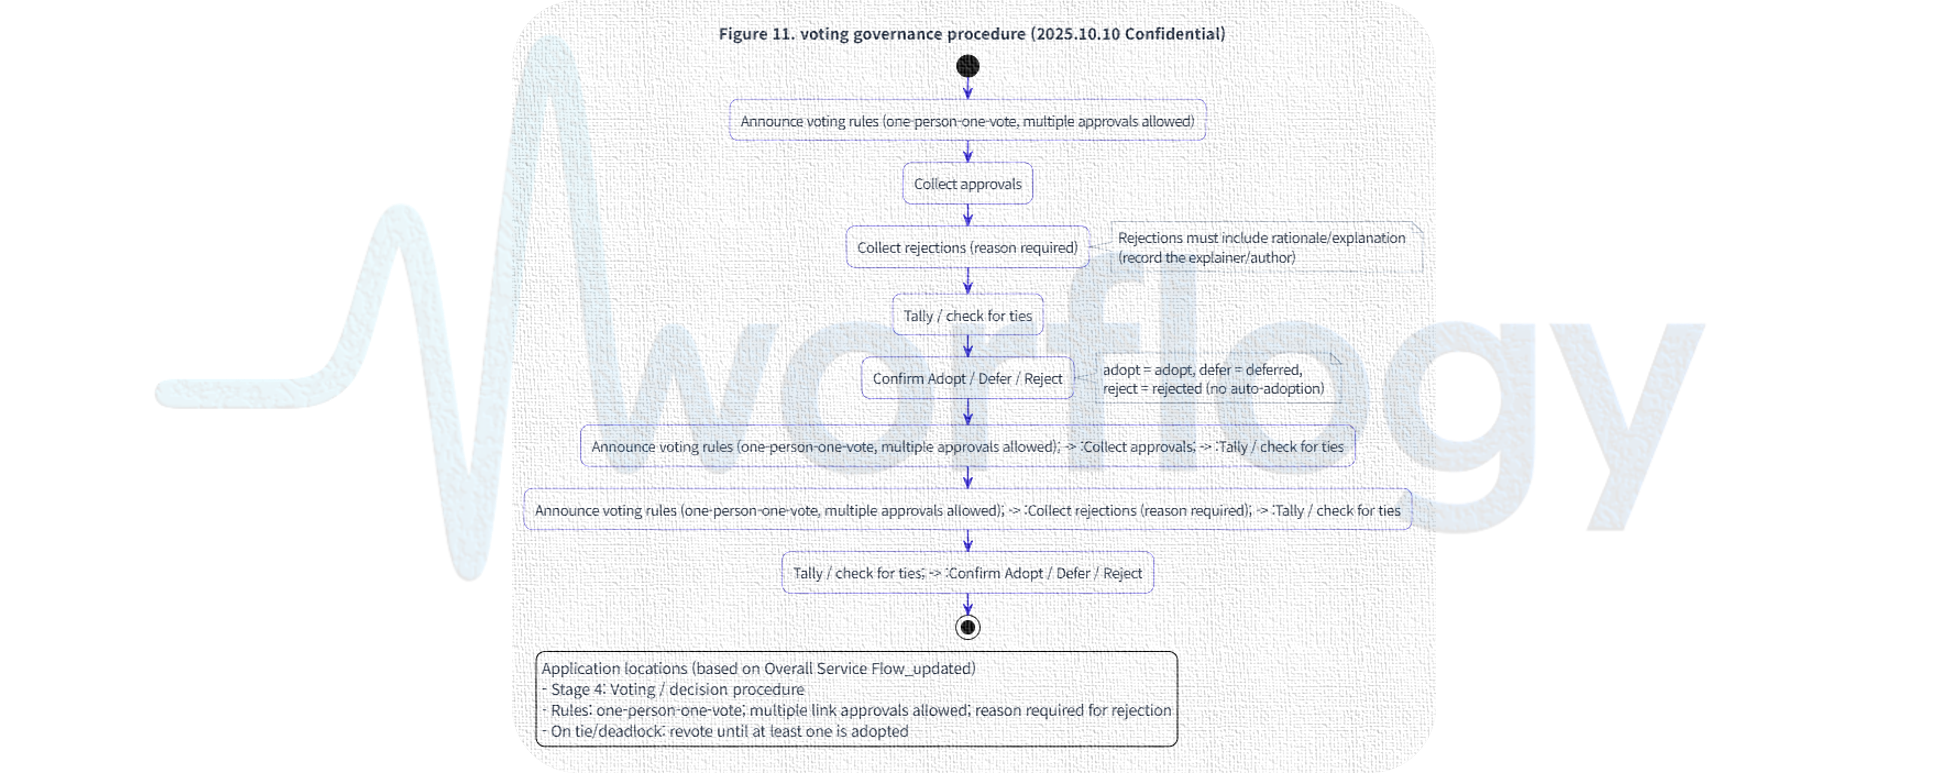 Figure 11. voting governance procedure (2025.10.10 Confidential)
Announce voting rules (one-person-one-vote, multiple approvals allowed)
Collect approvals
Collect rejections (reason required)
Rejections must include rationale/explanation
(record the explainer/author)
Tally / check for ties
Confirm Adopt / Defer / Reject
adopt = adopt, defer = deferred,
reject = rejected (no auto-adoption)
Announce voting rules (one-person-one-vote, multiple approvals allowed); -> :Collect approvals; -> :Tally / check for ties
Announce voting rules (one-person-one-vote, multiple approvals allowed); -> :Collect rejections (reason required); -> :Tally / check for ties
Tally / check for ties; -> :Confirm Adopt / Defer / Reject
Application locations (based on Overall Service Flow_updated)
- Stage 4: Voting / decision procedure
- Rules: one-person-one-vote; multiple link approvals allowed; reason required for rejection
- On tie/deadlock: revote until at least one is adopted
worflogy